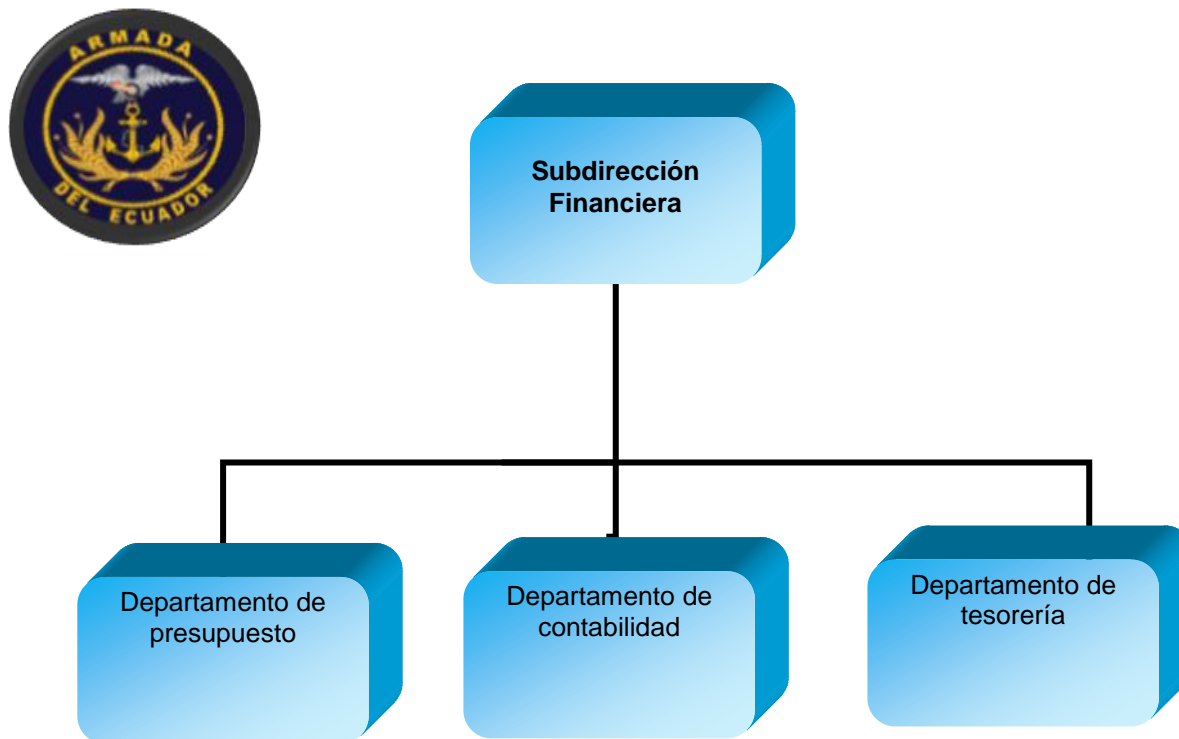 ARMADA
DEL ECUADOR
Subdirección
Financiera
Departamento de
presupuesto
Departamento de
contabilidad
Departamento de
tesorería